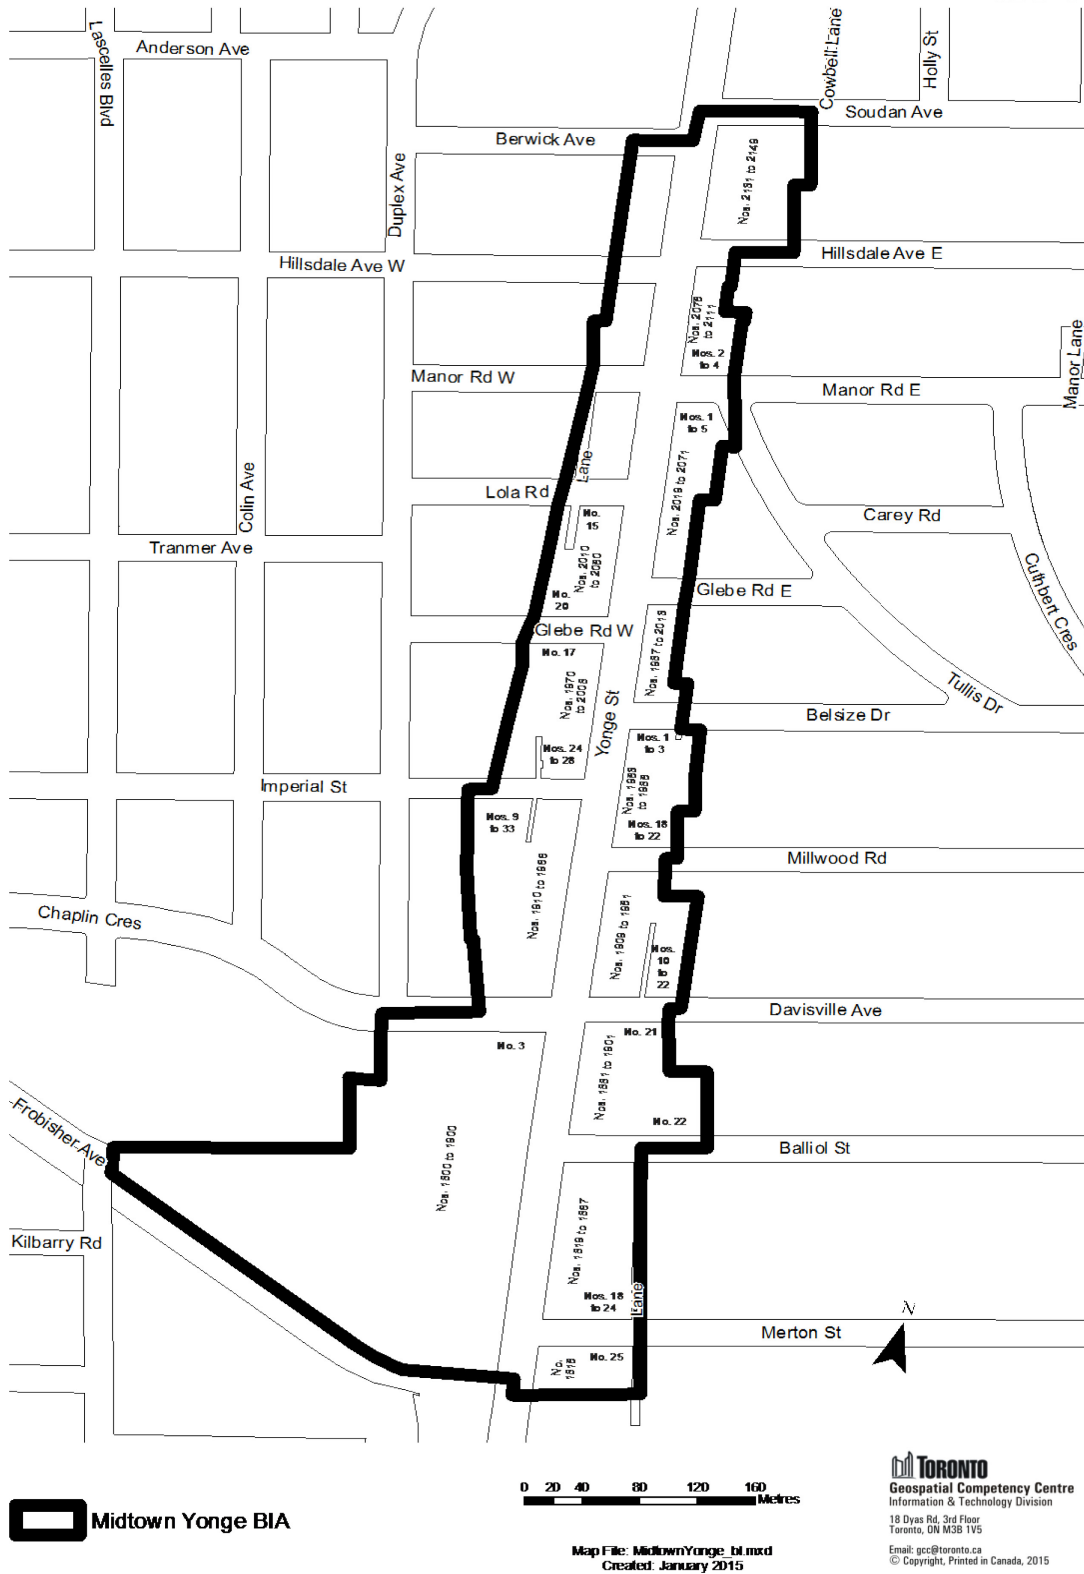 Lascelles Blvd
Anderson Ave
Cowbell Lane
Holly St
Soudan Ave
Berwick Ave
Duplex Ave
Nos. 2131 to 2149
Hillsdale Ave E
Hillsdale Ave W
Nos. 2075
to 2111
Nos. 2
to 4
Manor Lane
Manor Rd W
Manor Rd E
Nos. 1
to 5
Colin Ave
Lane
Lola Rd
Nos. 2019 to 2071
No.
15
Carey Rd
Tranmer Ave
Nos. 2010
to 2060
Cuthbert Cres
No.
20
Glebe Rd E
Glebe Rd W
Nos. 1987 to 2013
No. 17
Nos. 1970
to 2008
Tullis Dr
Yonge St
Belsize Dr
Nos. 1
to 3
Nos. 24
to 28
Imperial St
Nos. 9
to 33
Nos. 18
to 22
Millwood Rd
Nos. 1910 to 1966
Chaplin Cres
Nos. 1909 to 1951
Nos.
10
to
22
Davisville Ave
No. 21
No. 3
Nos. 1881 to 1901
No. 22
Frobisher Ave
Balliol St
Nos. 1800 to 1900
Kilbarry Rd
Nos. 1819 to 1867
Nos. 18
to 24
Lane
N
Merton St
No. 25
No.
Midtown Yonge BIA
0 20 40 80 120 160
Metres
Map File: MidtownYonge_bl.mxd
Created: January 2015
TORONTO
Geospatial Competency Centre
Information & Technology Division
18 Dyas Rd, 3rd Floor
Toronto, ON M3B 1V5
Email: gcc@toronto.ca
© Copyright, Printed in Canada, 2015